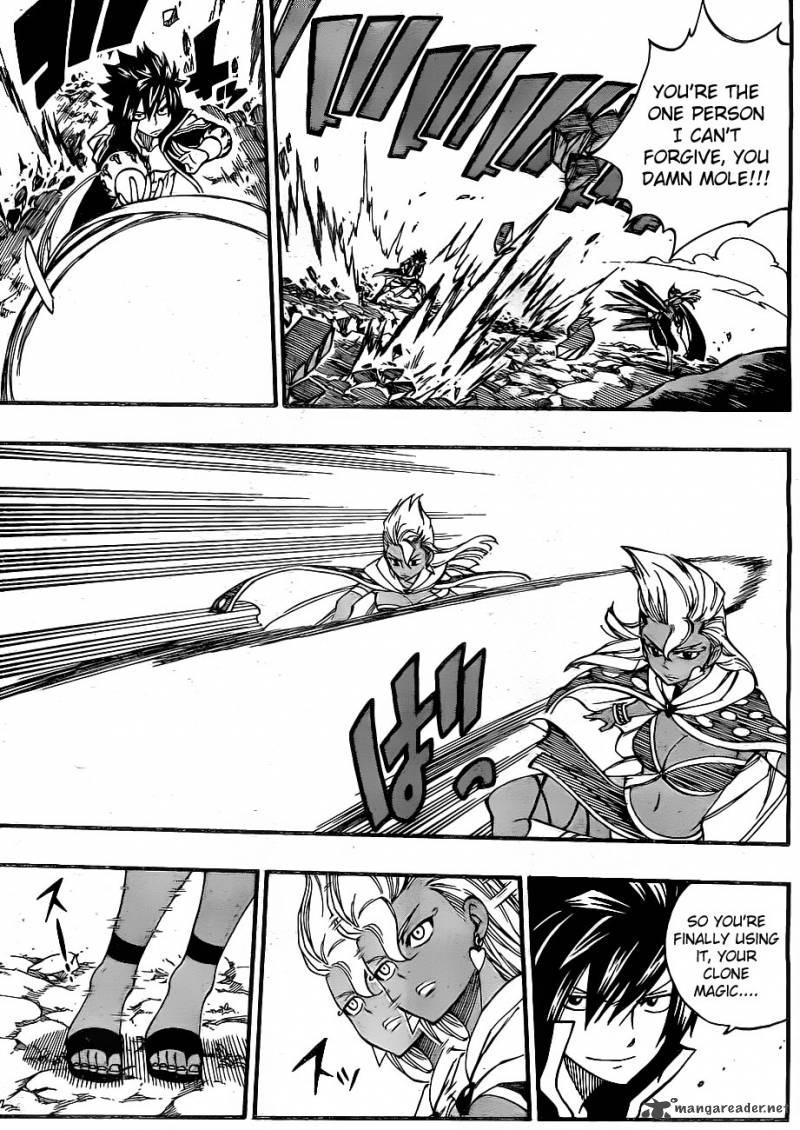 YOU'RE THE
ONE PERSON
I CAN'T
FORGIVE, YOU
DAMN MOLE!!!
ばっ
SO YOU'RE
FINALLY USING
IT, YOUR
CLONE
MAGIC....
ス
mangareader.net